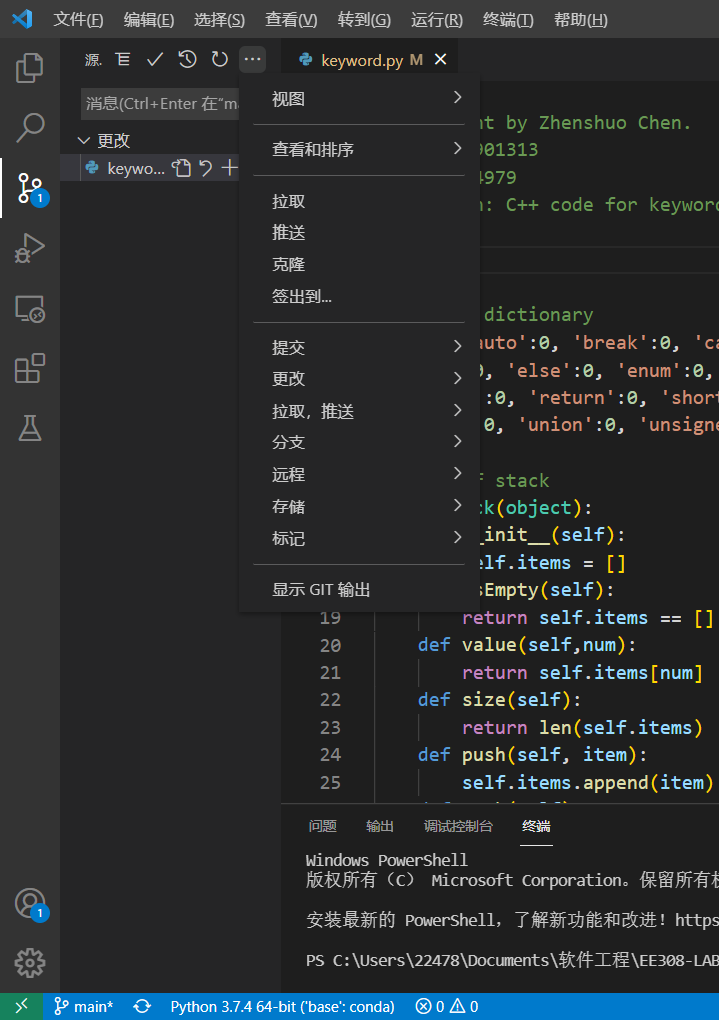 文件(F) 编辑(E) 选择(S) 查看(V) 转到(G) 运行(R) 终端(T) 帮助(H)
源.
keyword.py M
消息(Ctrl+Enter 在“ma
更改
keywo...
1
视图
查看和排序
拉取
推送
克隆
签出到...
提交
更改
拉取，推送
分支
远程
存储
标记
显示 GIT 输出
nt by Zhenshuo Chen.
901313
4979
n: C++ code for keyword
dictionary
auto':0, 'break':0, 'ca
0, 'else':0, 'enum':0,
':0, 'return':0, 'short
0, 'union':0, 'unsigne
f stack
ck(object):
_init__(self):
elf.items = []
sEmpty(self):
19 return self.items == []
20 def value(self,num):
21 return self.items[num]
22 def size(self):
23 return len(self.items)
24 def push(self, item):
25 self.items.append(item)
问题 输出 调试控制台 终端
Windows PowerShell
版权所有（C） Microsoft Corporation。保留所有权
安装最新的 PowerShell，了解新功能和改进！https
PS C:\Users\22478\Documents\软件工程\EE308-LAB
1
main* Python 3.7.4 64-bit ('base': conda) 0 0